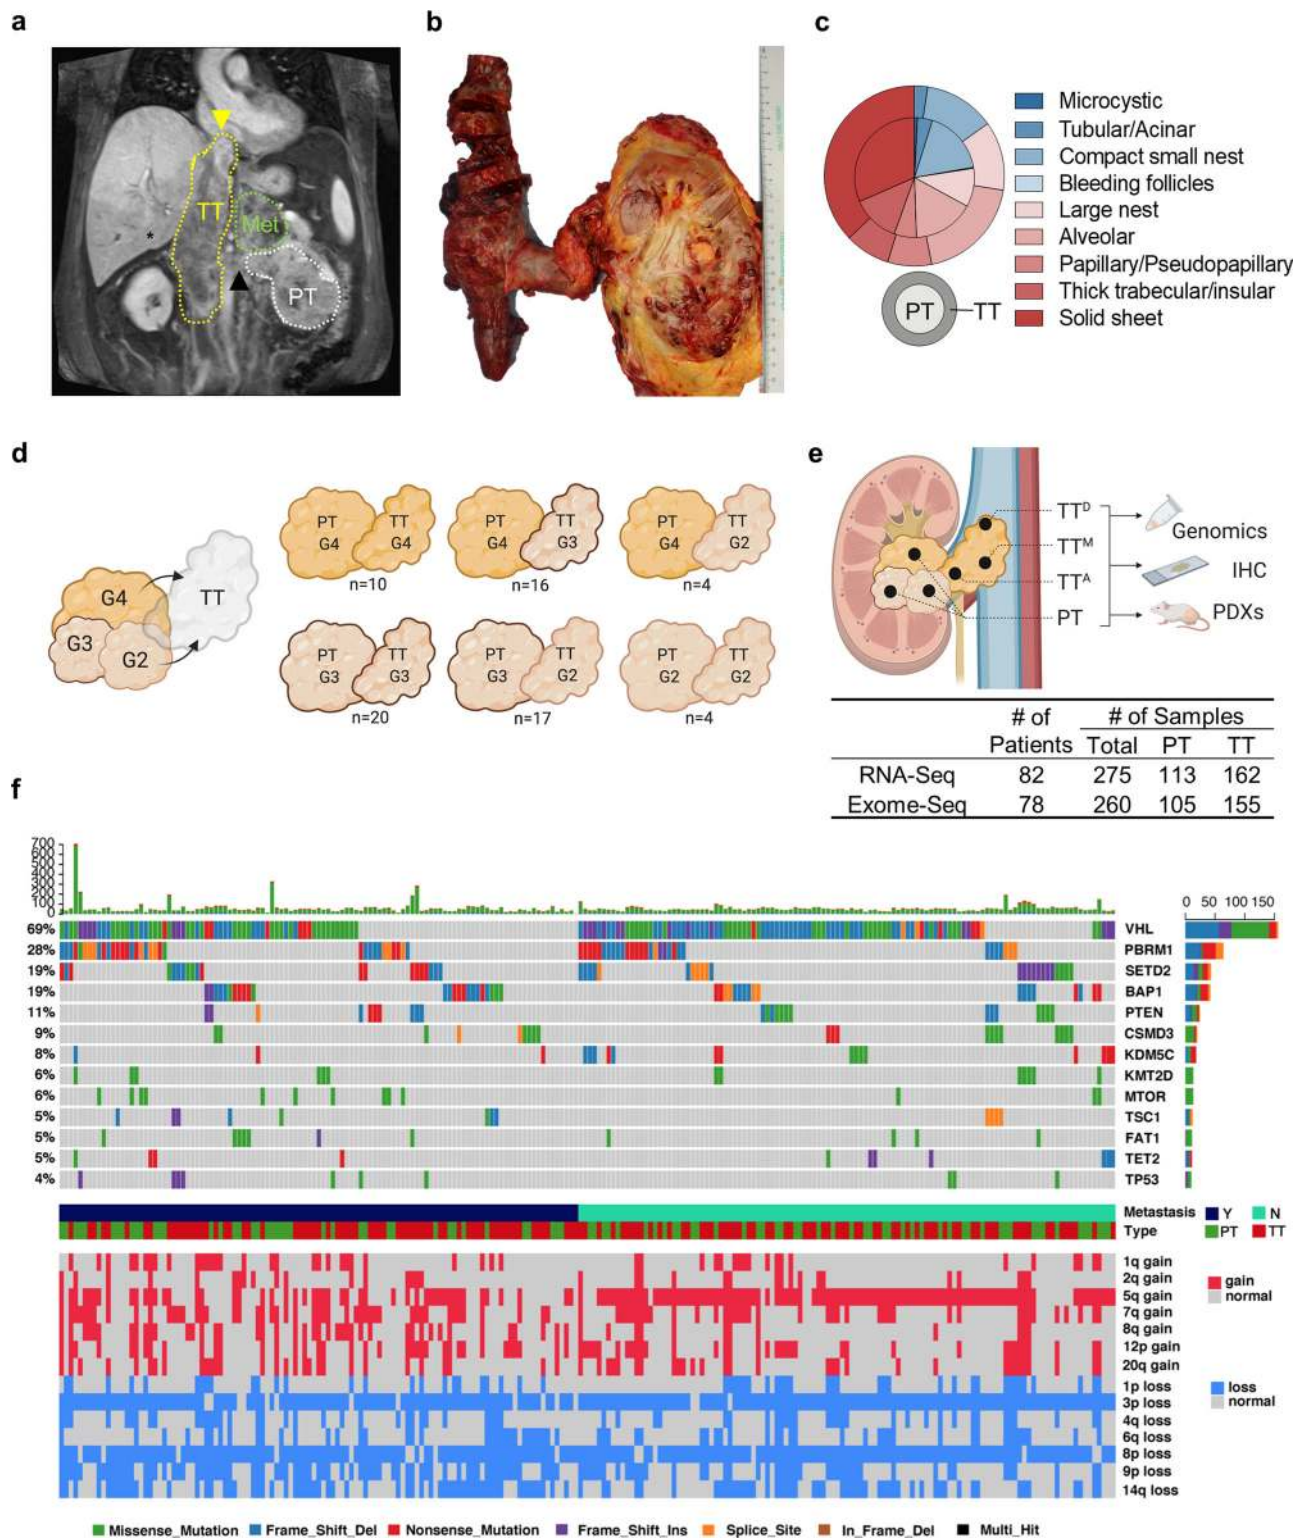 a
b
c
TT
Met
PT
*
Microcystic
Tubular/Acinar
Compact small nest
Bleeding follicles
Large nest
Alveolar
Papillary/Pseudopapillary
Thick trabecular/insular
Solid sheet
PT
TT
d
G4
TT
G3
G2
PT TT
G4 G4
n=10
PT TT
G4 G3
n=16
PT TT
G4 G2
n=4
PT TT
G3 G3
n=20
PT TT
G3 G2
n=17
PT TT
G2 G2
n=4
e
TTD
TTM
TTA
PT
Genomics
IHC
PDXs
# of Patients # of Samples
Total PT TT
RNA-Seq 82 275 113 162
Exome-Seq 78 260 105 155
f
700
600
500
400
300
200
100
0
0 50 100 150
69% VHL
28% PBRM1
19% SETD2
19% BAP1
11% PTEN
9% CSMD3
8% KDM5C
6% KMT2D
6% MTOR
5% TSC1
5% FAT1
5% TET2
4% TP53
Metastasis Y N
Type PT TT
1q gain
2q gain
5q gain
7q gain
8q gain
12p gain
20q gain
gain
normal
1p loss
3p loss
4q loss
6q loss
8p loss
9p loss
14q loss
loss
normal
Missense_Mutation Frame_Shift_Del Nonsense_Mutation Frame_Shift_Ins Splice_Site In_Frame_Del Multi_Hit